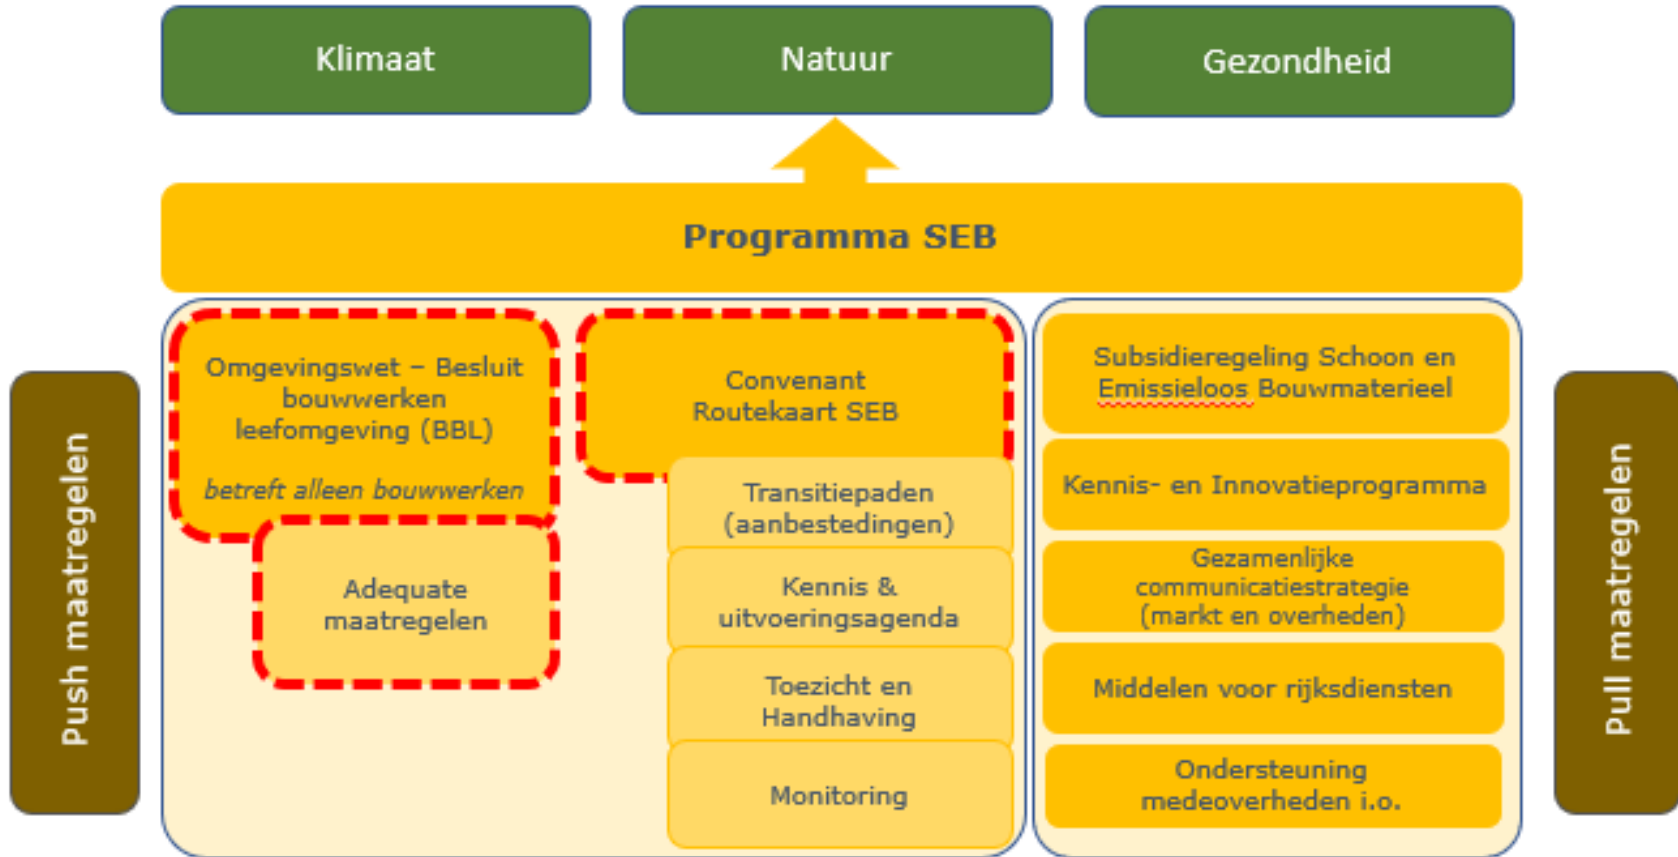 Klimaat
Natuur
Gezondheid
Programma SEB
Push maatregelen
Omgevingswet – Besluit
bouwwerken
leefomgeving (BBL)
betreft alleen bouwwerken
Adequate
maatregelen
Convenant
Routekaart SEB
Transitiepaden
(aanbestedingen)
Kennis &
uitvoeringsagenda
Toezicht en
Handhaving
Monitoring
Subsidieregeling Schoon en
Emissieloos Bouwmaterieel
Kennis- en Innovatieprogramma
Gezamenlijke
communicatiestrategie
(markt en overheden)
Middelen voor rijksdiensten
Ondersteuning
medeoverheden i.o.
Pull maatregelen